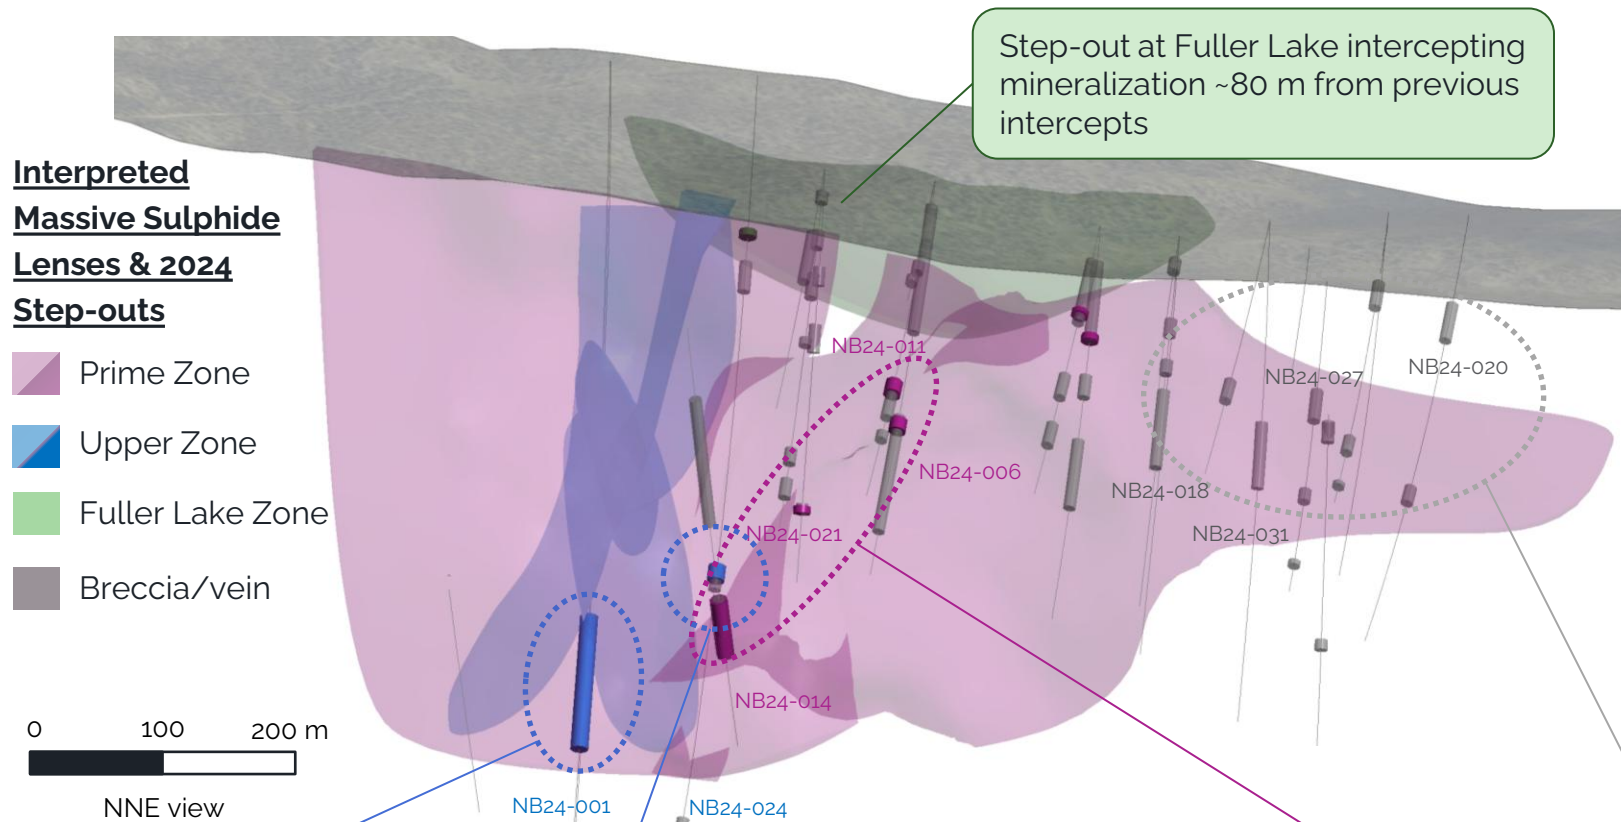 Step-out at Fuller Lake intercepting
mineralization ~80 m from previous
intercepts
Interpreted
Massive Sulphide
Lenses & 2024
Step-outs
Prime Zone
Upper Zone
Fuller Lake Zone
Breccia/vein
NB24-011
NB24-027
NB24-020
NB24-006
NB24-018
NB24-021
NB24-031
NB24-014
0 100 200 m
NNE view
NB24-001
NB24-024